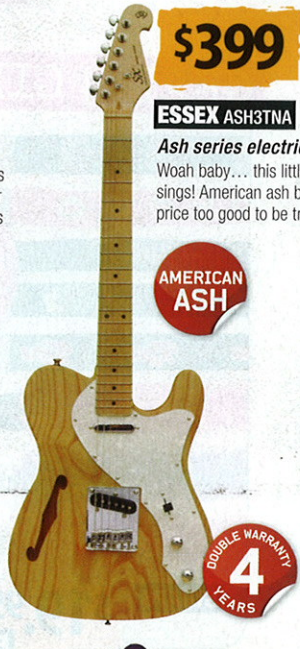 $399
ESSEX ASH3TNA
Ash series electri
Woah baby… this littl
sings! American ash b
price too good to be tr
AMERICAN
ASH
DOUBLE WARRANTY
4
YEARS
SX